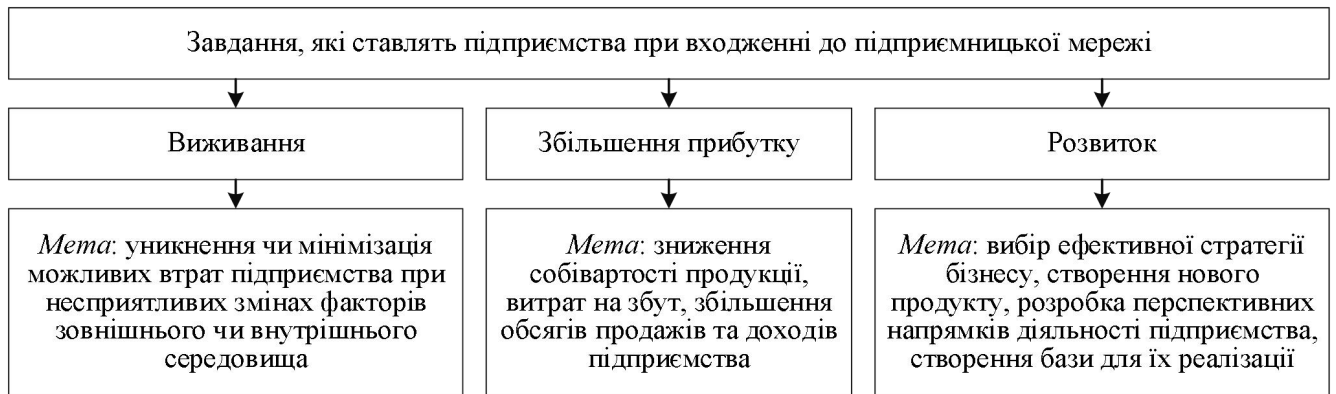 Завдання, які ставлять підприємства при входженні до підприємницької мережі
Виживання
Збільшення прибутку
Розвиток
Мета: уникнення чи мінімізація
можливих втрат підприємства при
несприятливих змінах факторів
зовнішнього чи внутрішнього
середовища
Мета: зниження
собівартості продукції,
витрат на збут, збільшення
обсягів продажів та доходів
підприємства
Мета: вибір ефективної стратегії
бізнесу, створення нового
продукту, розробка перспективних
напрямків діяльності підприємства,
створення бази для їх реалізації